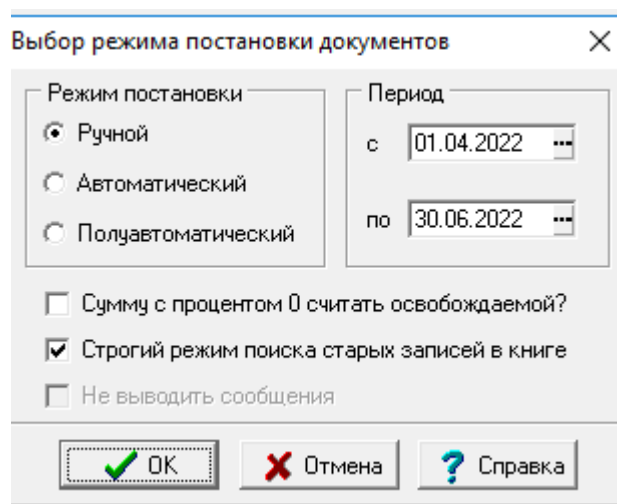 Выбор режима постановки документов
Режим постановки
Ручной
Автоматический
Полуавтоматический
Период
с 01.04.2022
по 30.06.2022
Сумму с процентом 0 считать освобождаемой?
Строгий режим поиска старых записей в книге
Не выводить сообщения
OK Отмена Справка